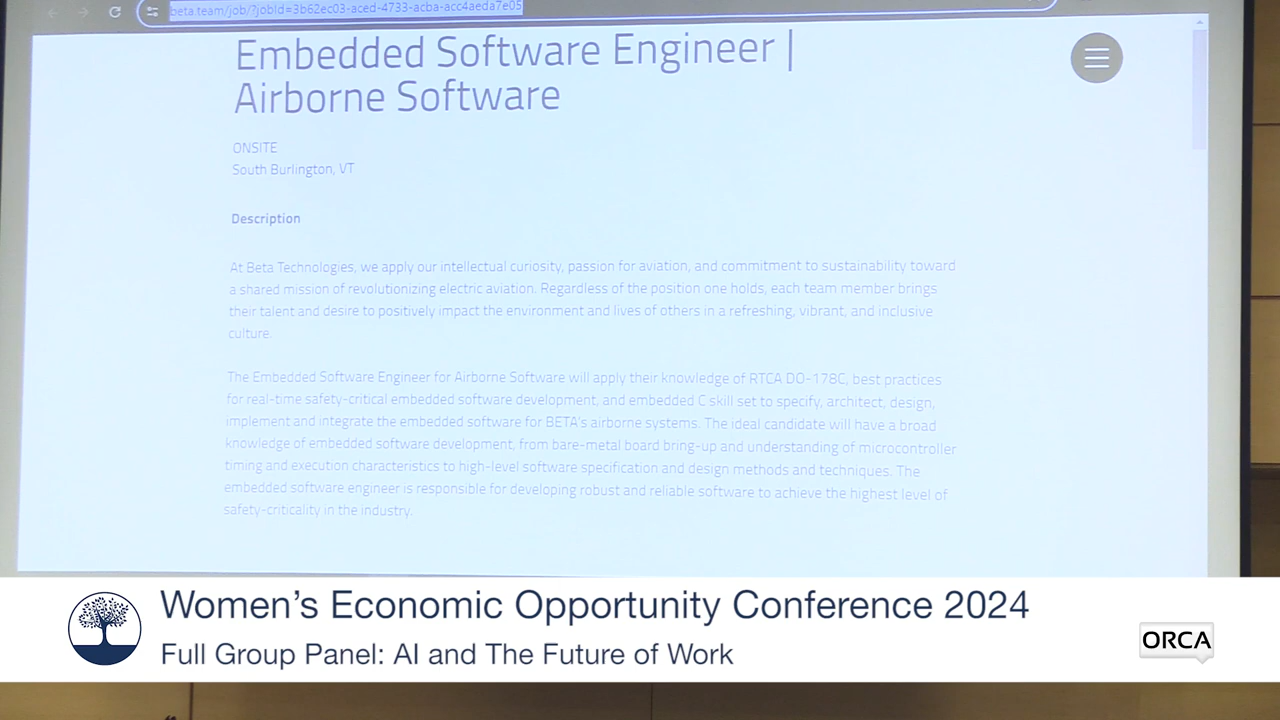 beta.team/job/?jobId=3b62ec03-aced-4733-acba-acc4aeda7e05
Embedded Software Engineer |
Airborne Software
ONSITE
South Burlington, VT
Description
At Beta Technologies, we apply our intellectual curiosity, passion for aviation, and commitment to sustainability toward
a shared mission of revolutionizing electric aviation. Regardless of the position one holds, each team member brings
their talent and desire to positively impact the environment and lives of others in a refreshing, vibrant, and inclusive
culture.
The Embedded Software Engineer for Airborne Software will apply their knowledge of RTCA DO-178C, best practices
for real-time safety-critical embedded software development, and embedded C skill set to specify, architect, design,
implement and integrate the embedded software for BETA's airborne systems. The ideal candidate will have a broad
knowledge of embedded software development, from bare-metal board bring-up and understanding of microcontroller
timing and execution characteristics to high-level software specification and design methods and techniques. The
embedded software engineer is responsible for developing robust and reliable software to achieve the highest level of
safety-criticality in the industry.
Women's Economic Opportunity Conference 2024
Full Group Panel: AI and The Future of Work
ORCA